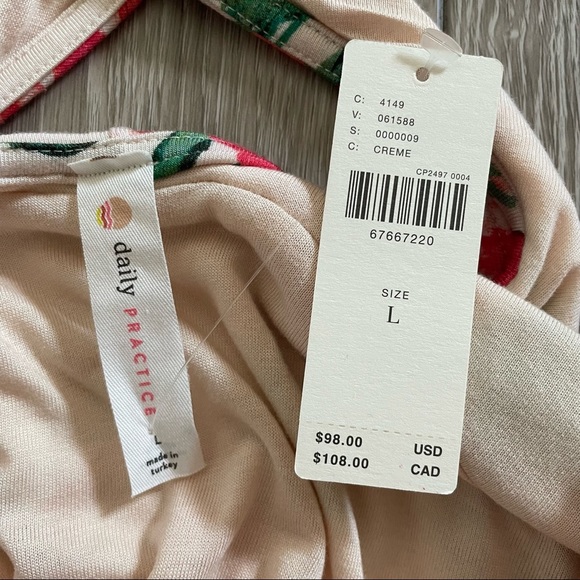 C: 4149
V: 061588
S: 0000009
C: CREME
CP2497 0004
67667220
SIZE
L
$98.00 USD
$108.00 CAD
daily PRACTICE
L
made in
turkey